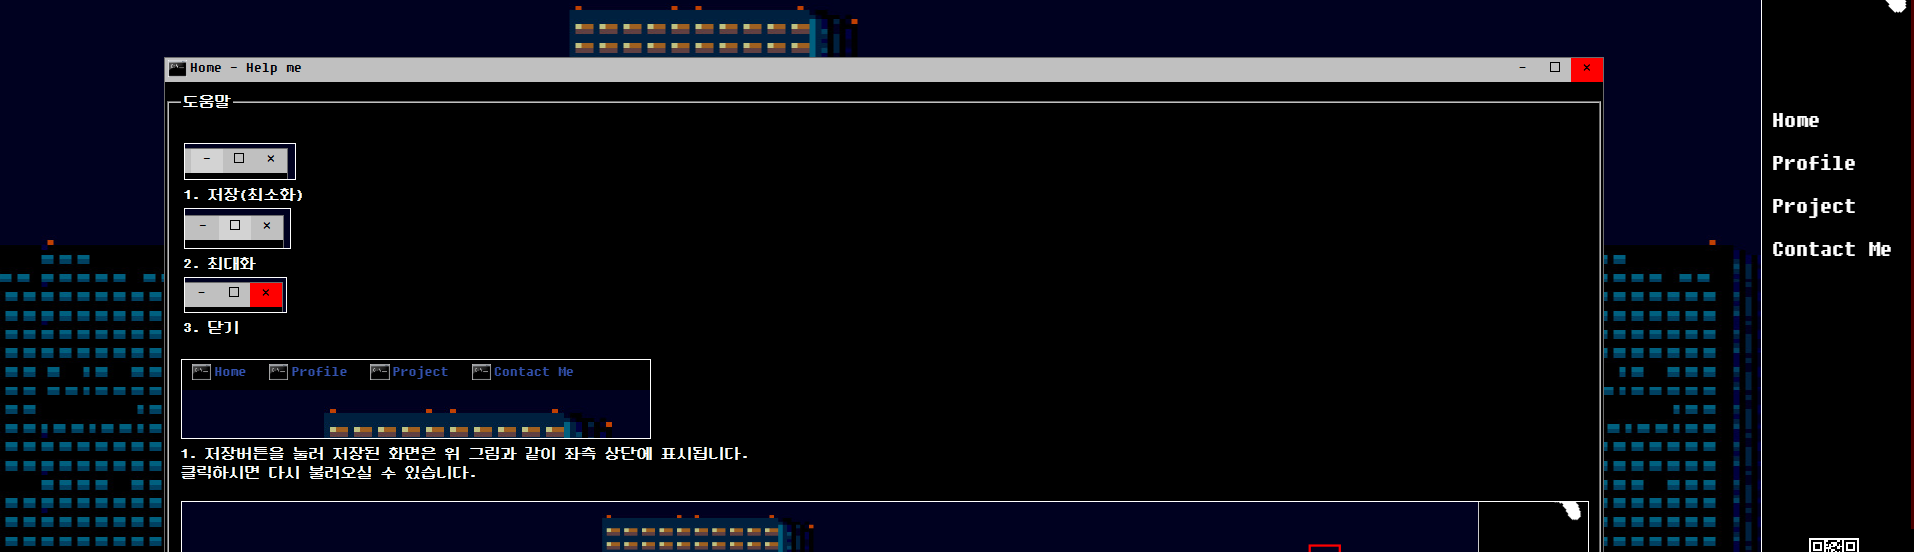 Home - Help me
도움말
1. 저장(최소화)
2. 최대화
3. 닫기
Home Profile Project Contact Me
1. 저장버튼을 눌러 저장된 화면은 위 그림과 같이 좌측 상단에 표시됩니다.
클릭하시면 다시 불러오실 수 있습니다.
Home
Profile
Project
Contact Me